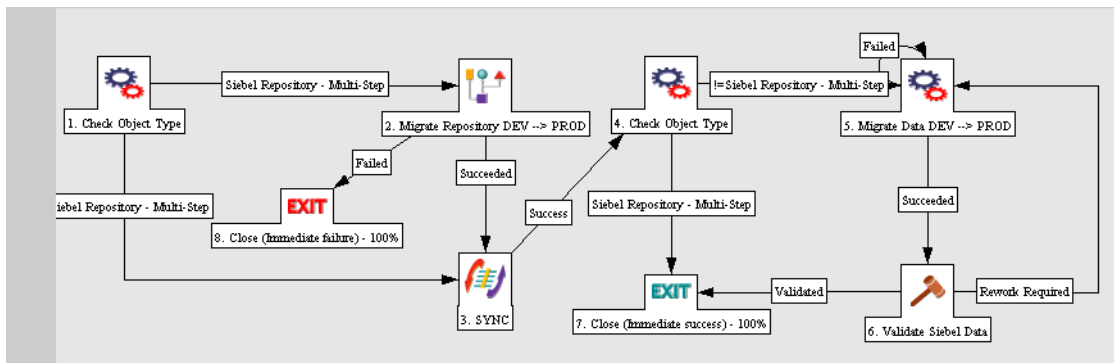 Failed
Siebel Repository - Multi-Step
!=Siebel Repository - Multi-Step
1. Check Object Type
2. Migrate Repository DEV --> PROD
4. Check Object Type
5. Migrate Data DEV --> PROD
Failed
Succeeded
iebel Repository - Multi-Step
EXIT
Success
Siebel Repository - Multi-Step
Succeeded
8. Close (Immediate failure) - 100%
EXIT
Validated
Rework Required
3. SYNC
7. Close (Immediate success) - 100%
6. Validate Siebel Data